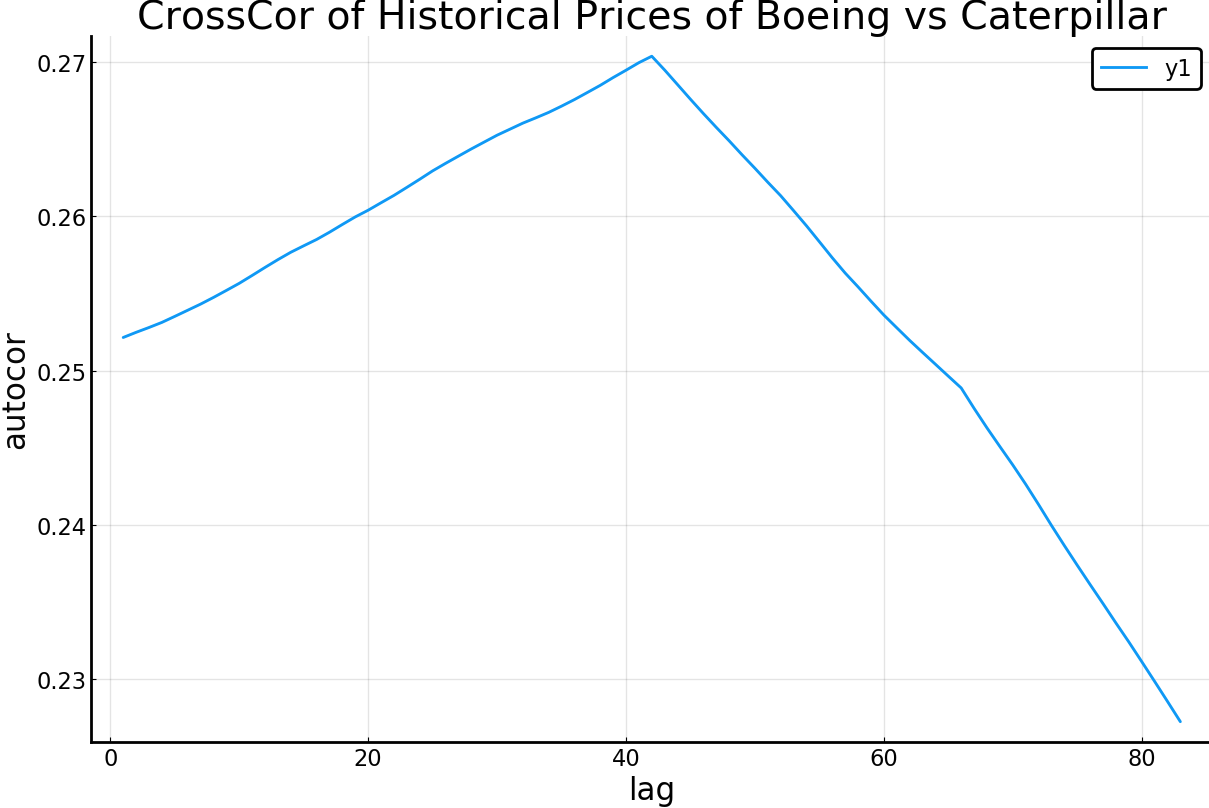 CrossCor of Historical Prices of Boeing vs Caterpillar
y1
0.27
0.26
0.25
0.24
0.23
autocor
0
20
40
60
80
lag